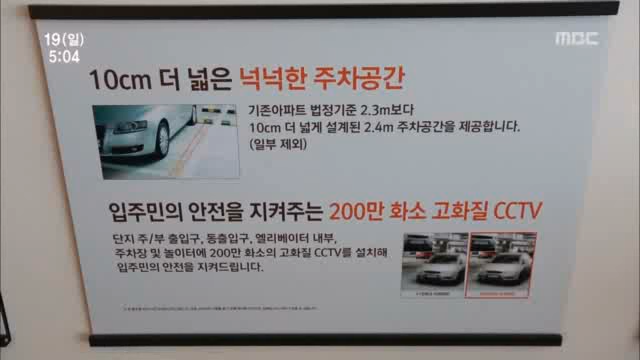 19(일)
5:04
MBC
10cm 더 넓은 넉넉한 주차공간
기존아파트 법정기준 2.3m보다
10cm 더 넓게 설계된 2.4m 주차공간을 제공합니다.
(일부 제외)
입주민의 안전을 지켜주는 200만 화소 고화질 CCTV
단지 주/부 출입구, 동출입구, 엘리베이터 내부,
주차장 및 놀이터에 200만 화소의 고화질 CCTV를 설치해
입주민의 안전을 지켜드립니다.